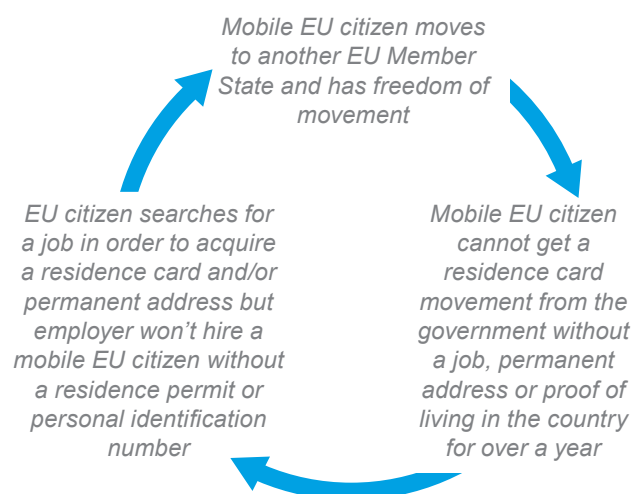 Mobile EU citizen moves
to another EU Member
State and has freedom of
movement
Mobile EU citizen
cannot get a
residence card
movement from the
government without
a job, permanent
address or proof of
living in the country
for over a year
EU citizen searches for
a job in order to acquire
a residence card and/or
permanent address but
employer won’t hire a
mobile EU citizen without
a residence permit or
personal identification
number